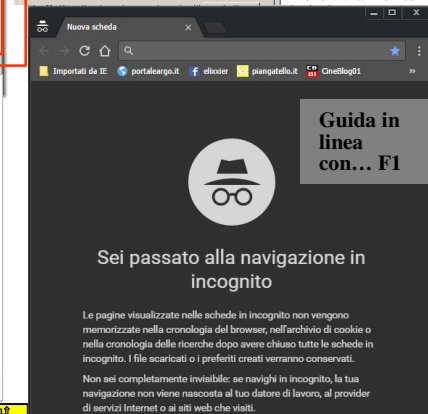 Nuova scheda
Importati da IE portaleargo.it elixxier piangatello.it CineBlog01 »
Guida in
linea
con… F1
Sei passato alla navigazione in
incognito
Le pagine visualizzate nelle schede in incognito non vengono
memorizzate nella cronologia del browser, nell'archivio di cookie o
nella cronologia delle ricerche dopo avere chiuso tutte le schede in
incognito. I file scaricati o i preferiti creati verranno conservati.
Non sei completamente invisibile: se navighi in incognito, la tua
navigazione non viene nascosta al tuo datore di lavoro, al provider
di servizi Internet o ai siti web che visiti.